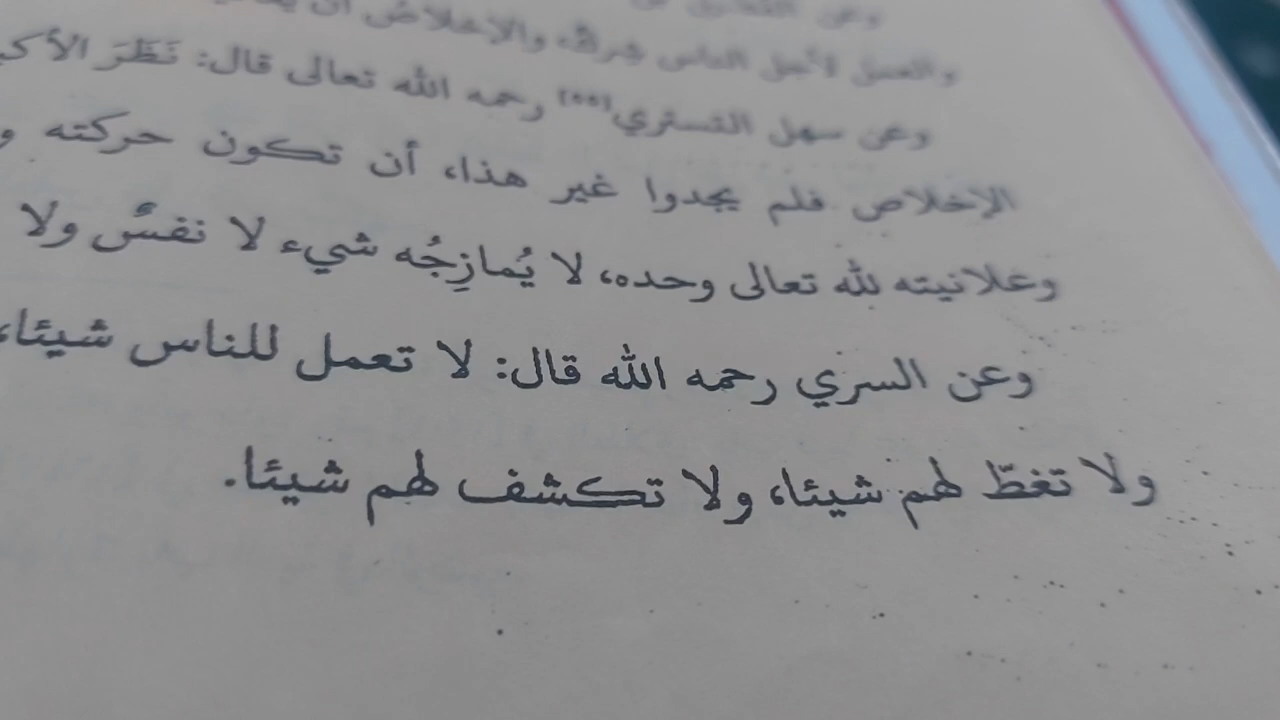 والعمل لأجل الناس شرك، والإخلاص أن
وعن سهل التستري(٥٥) رحمه الله تعالى قال: نَظَرَ
الإخلاص فلم يجدوا غير هذا، أن تكون حركته
وعلانيته لله تعالى وحده، لا يُمازِجُه شيء لا نفسٌ ولا
وعن السري رحمه الله قال: لا تعمل للناس شيئا،
ولا تغطّ لهم شيئا، ولا تكشف لهم شيئا.